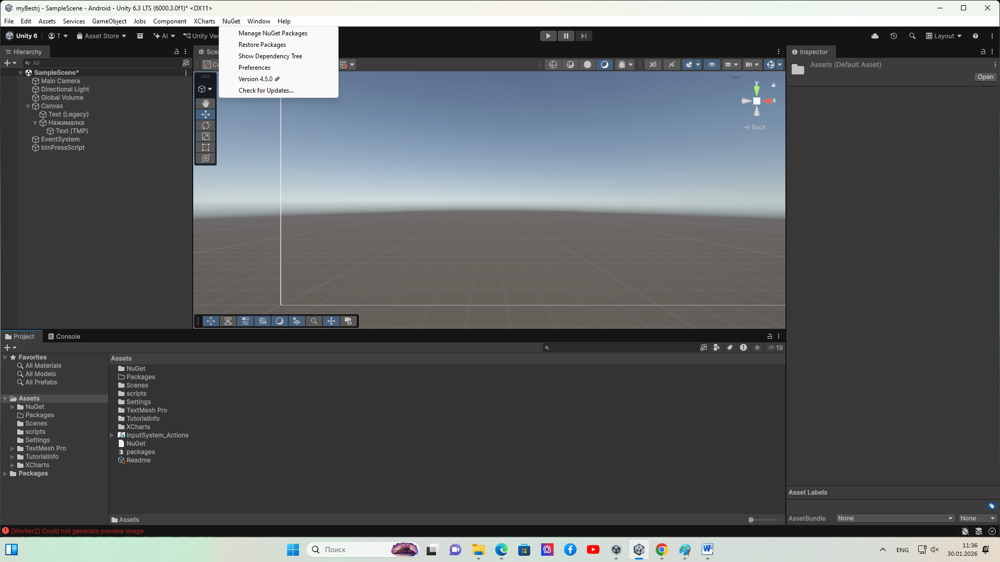 myBestrj - SampleScene - Android - Unity 6.3 LTS (6000.3.0f1)* <DX11>
File Edit Assets Services GameObject Jobs Component XCharts NuGet Window Help
Unity 6 T Asset Store AI Unity Ver
Layout
Manage NuGet Packages
Restore Packages
Show Dependency Tree
Preferences
Version 4.5.0
Check for Updates...
Hierarchy
All
SampleScene*
Main Camera
Directional Light
Global Volume
Canvas
Text (Legacy)
Нажималка
Text (TMP)
EventSystem
btnPressScript
Scen
Ce
2D
y
x
Back
Inspector
Assets (Default Asset)
Open
Project Console
19
Favorites
All Materials
All Models
All Prefabs
Assets
NuGet
Packages
Scenes
scripts
Settings
TextMesh Pro
TutorialInfo
XCharts
Packages
Assets
NuGet
Packages
Scenes
scripts
Settings
TextMesh Pro
TutorialInfo
XCharts
InputSystem_Actions
NuGet
packages
Readme
Assets
Asset Labels
AssetBundle None None
[Worker2] Could not generate preview image
Поиск
ENG
11:36
30.01.2026